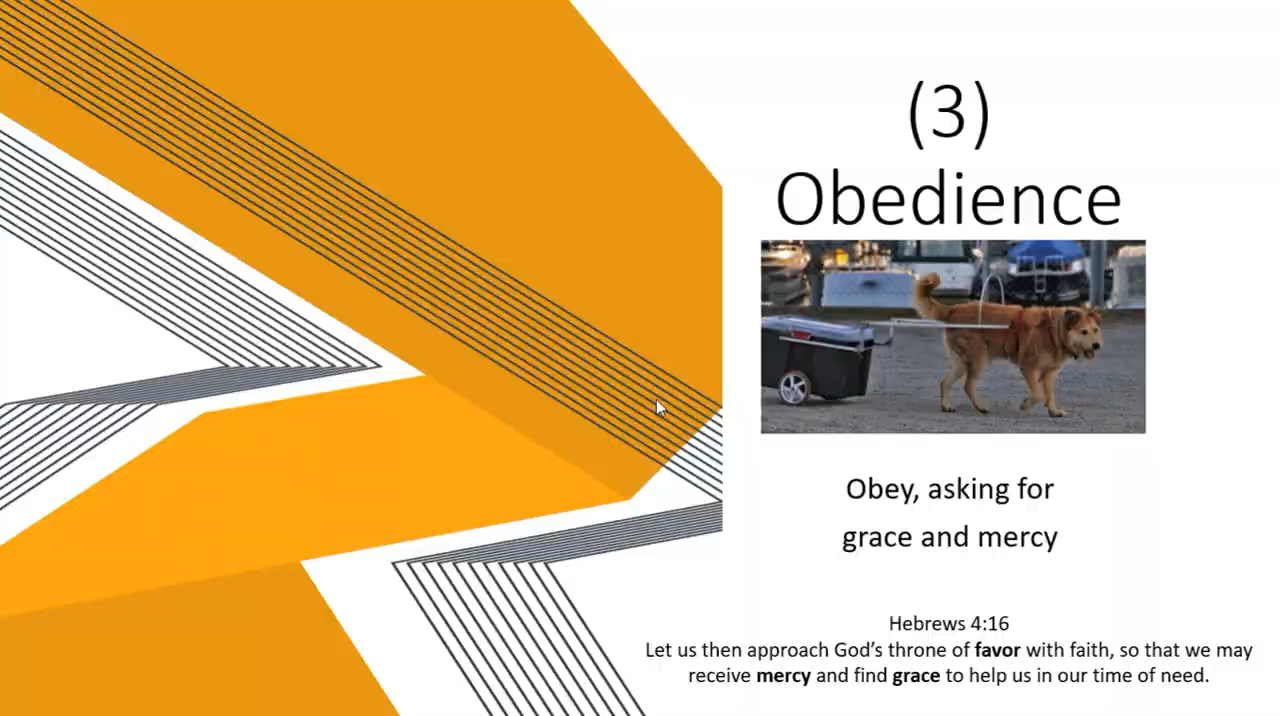 (3)
Obedience
Obey, asking for
grace and mercy
Hebrews 4:16
Let us then approach God’s throne of favor with faith, so that we may
receive mercy and find grace to help us in our time of need.